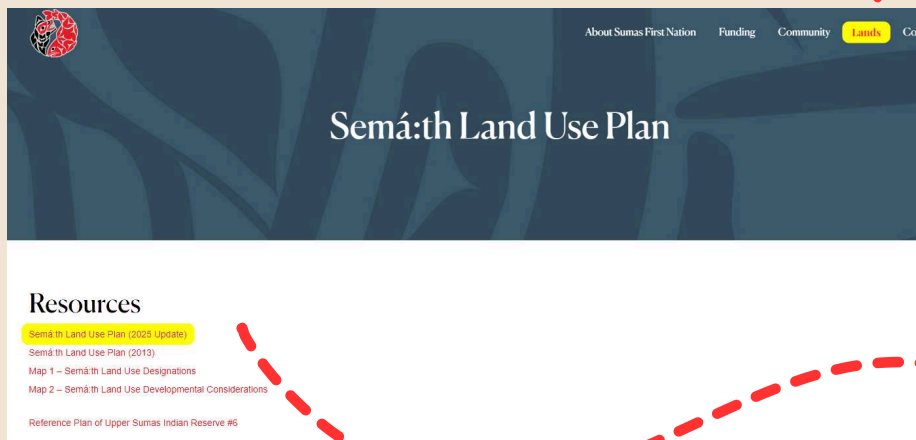 About Sumas First Nation Funding Community Lands Co
Semá:th Land Use Plan
Resources
Semá:th Land Use Plan (2025 Update)
Semá:th Land Use Plan (2013)
Map 1 – Semá:th Land Use Designations
Map 2 – Semá:th Land Use Developmental Considerations
Reference Plan of Upper Sumas Indian Reserve #6